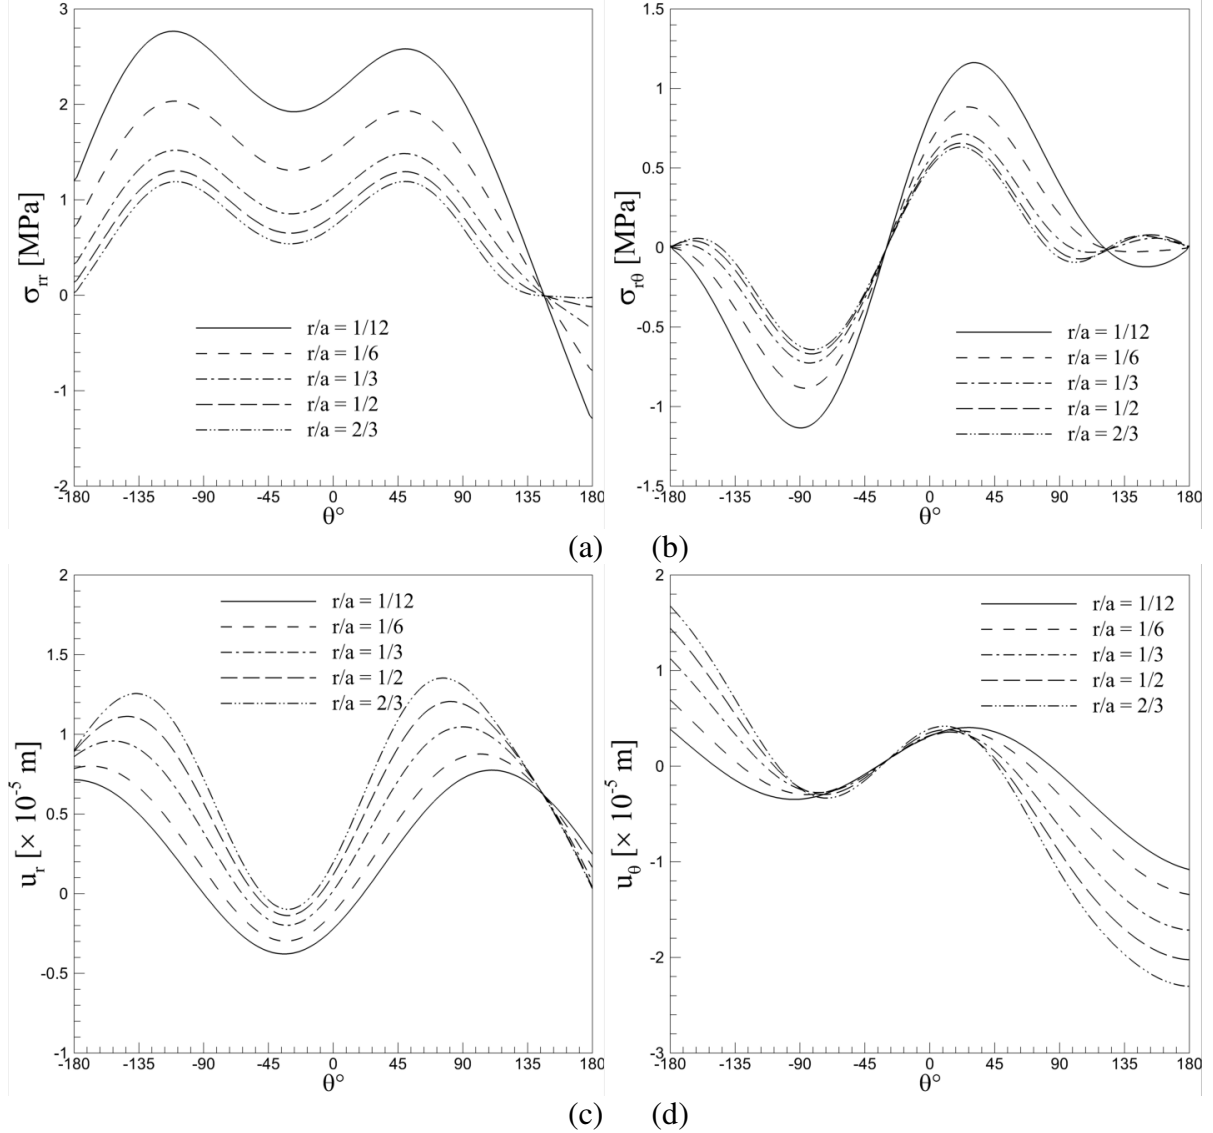 3
2
1
0
-1
-2
σrr [MPa]
r/a = 1/12
r/a = 1/6
r/a = 1/3
r/a = 1/2
r/a = 2/3
-180 -135 -90 -45 0 45 90 135 180
θ°
(a)
1.5
1
0.5
0
-0.5
-1
-1.5
σrθ [MPa]
r/a = 1/12
r/a = 1/6
r/a = 1/3
r/a = 1/2
r/a = 2/3
-180 -135 -90 -45 0 45 90 135 180
θ°
(b)
2
1.5
1
0.5
0
-0.5
-1
ur [× 10-5 m]
r/a = 1/12
r/a = 1/6
r/a = 1/3
r/a = 1/2
r/a = 2/3
-180 -135 -90 -45 0 45 90 135 180
θ°
(c)
2
1
0
-1
-2
-3
uθ [× 10-5 m]
r/a = 1/12
r/a = 1/6
r/a = 1/3
r/a = 1/2
r/a = 2/3
-180 -135 -90 -45 0 45 90 135 180
θ°
(d)